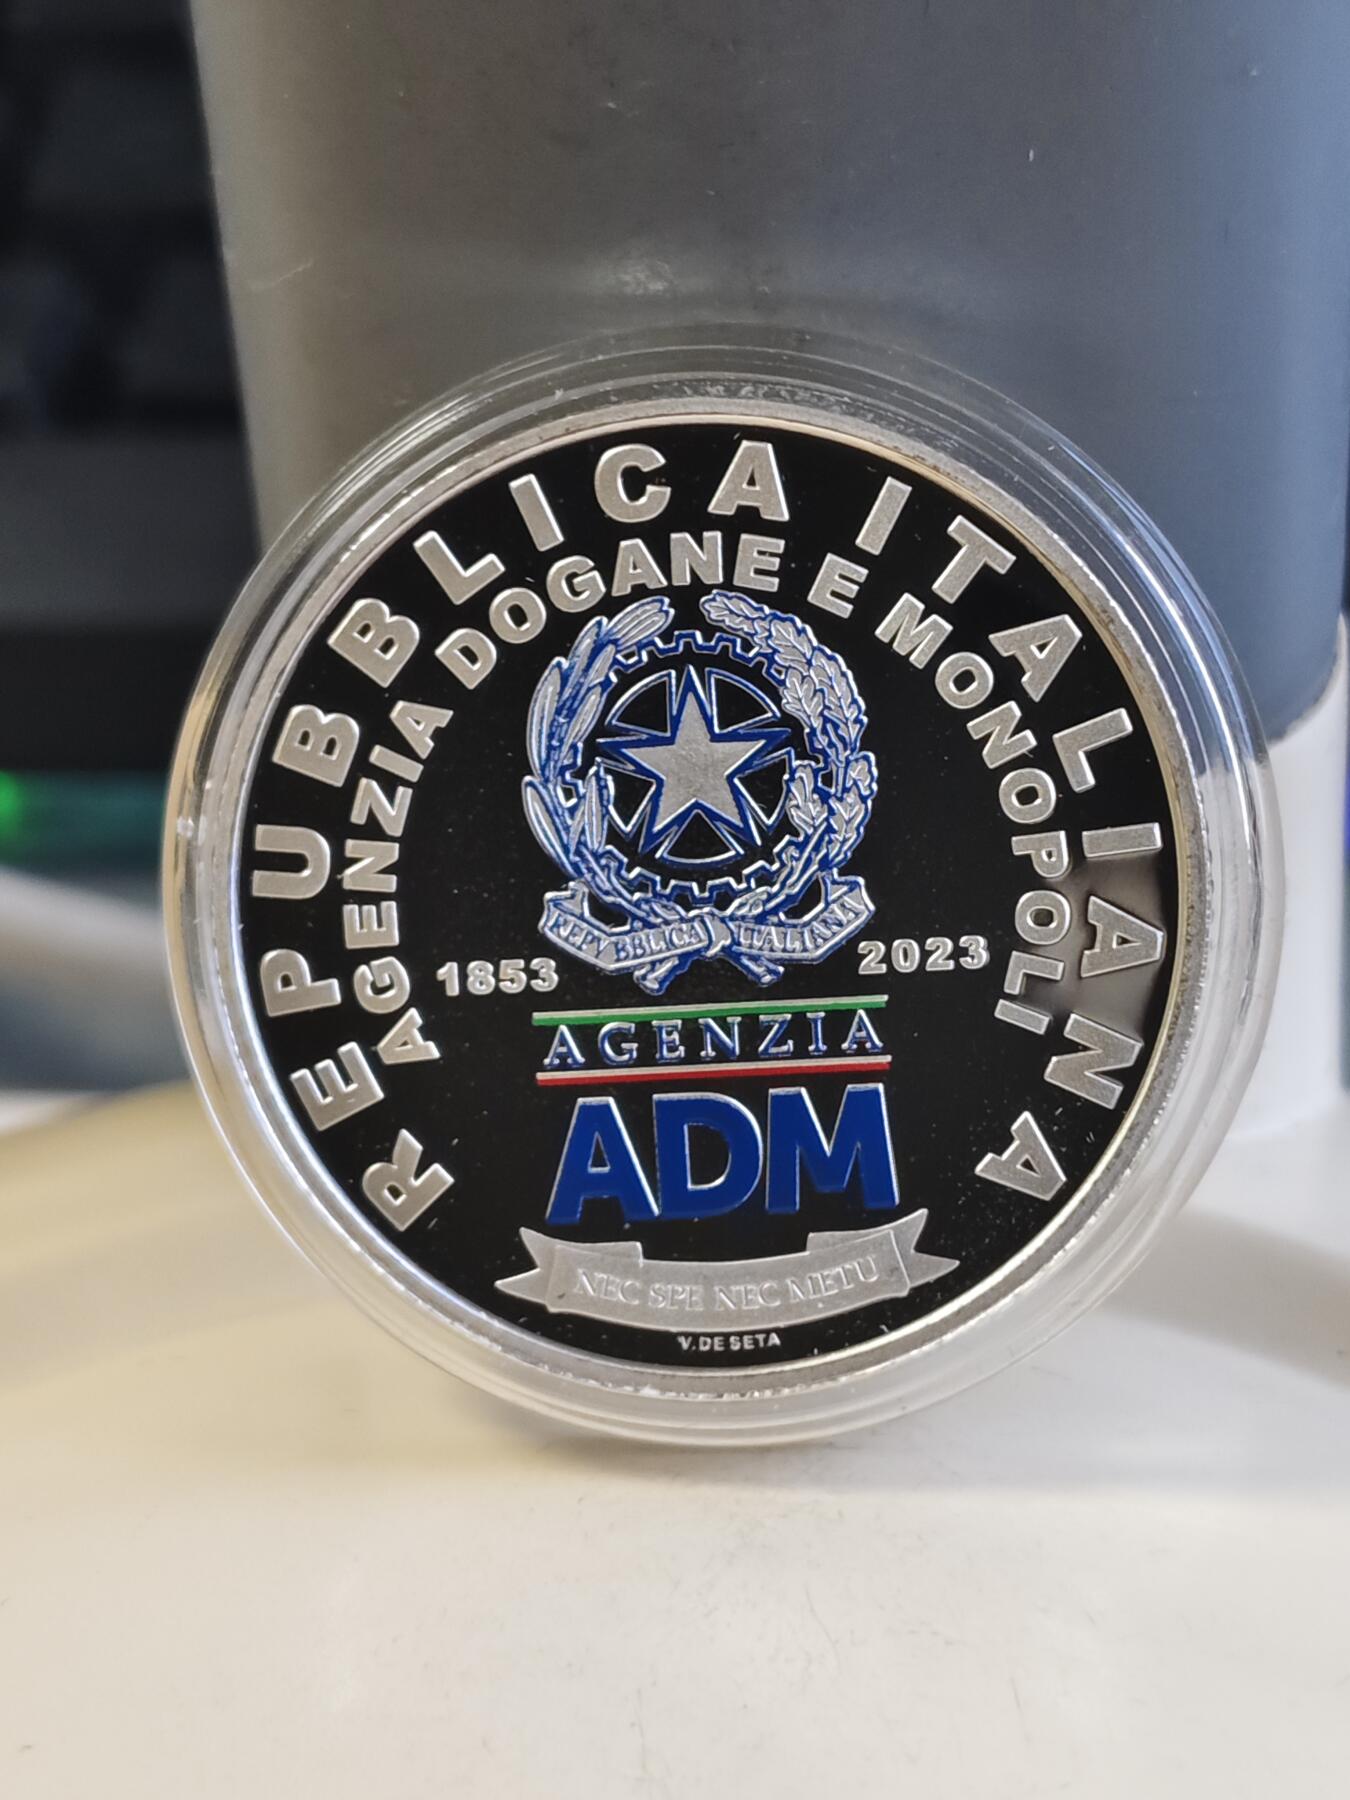 REPUBBLICA ITALIANA
AGENZIA DOGANE E MONOPOLI
REPVBBLICA ITALIANA
1853
2023
AGENZIA
ADM
NEC SPE NEC METU
V. DE SETA